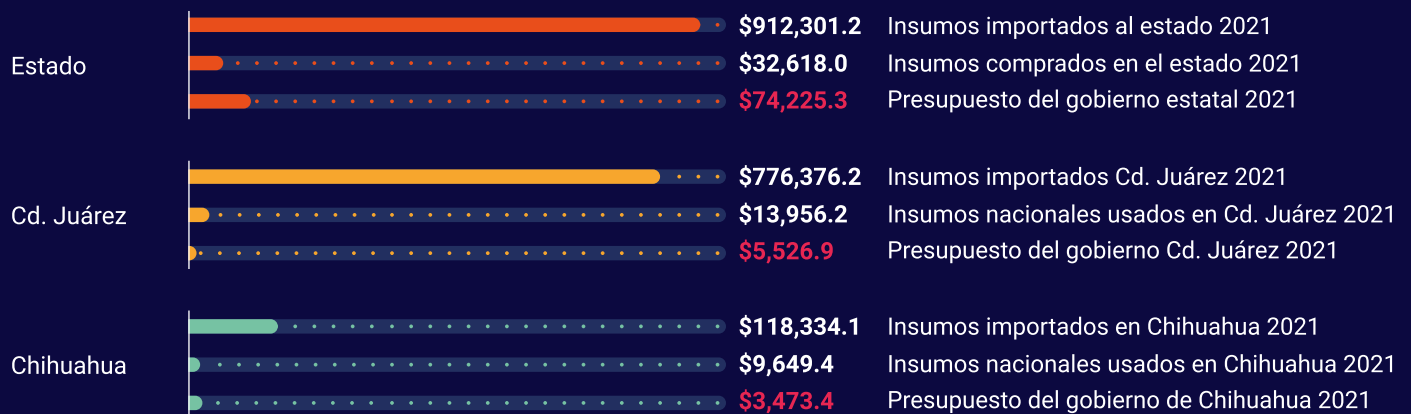 Estado
$912,301.2 Insumos importados al estado 2021
$32,618.0 Insumos comprados en el estado 2021
$74,225.3 Presupuesto del gobierno estatal 2021
Cd. Juárez
$776,376.2 Insumos importados Cd. Juárez 2021
$13,956.2 Insumos nacionales usados en Cd. Juárez 2021
$5,526.9 Presupuesto del gobierno Cd. Juárez 2021
Chihuahua
$118,334.1 Insumos importados en Chihuahua 2021
$9,649.4 Insumos nacionales usados en Chihuahua 2021
$3,473.4 Presupuesto del gobierno de Chihuahua 2021